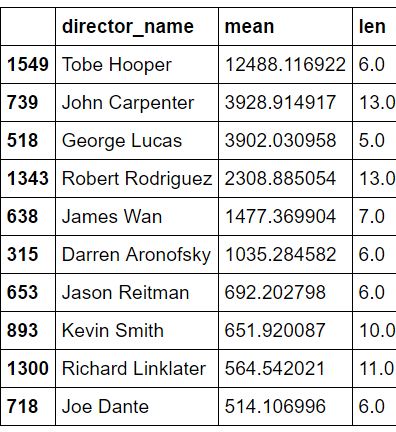 director_name mean len
1549 Tobe Hooper 12488.116922 6.0
739 John Carpenter 3928.914917 13.0
518 George Lucas 3902.030958 5.0
1343 Robert Rodriguez 2308.885054 13.0
638 James Wan 1477.369904 7.0
315 Darren Aronofsky 1035.284582 6.0
653 Jason Reitman 692.202798 6.0
893 Kevin Smith 651.920087 10.0
1300 Richard Linklater 564.542021 11.0
718 Joe Dante 514.106996 6.0